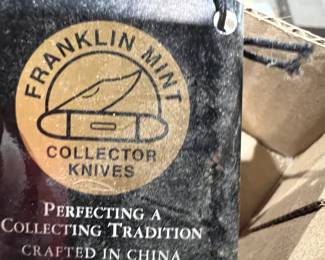 FRANKLIN MINT
COLLECTOR
KNIVES
PERFECTING A
COLLECTING TRADITION
CRAFTED IN CHINA